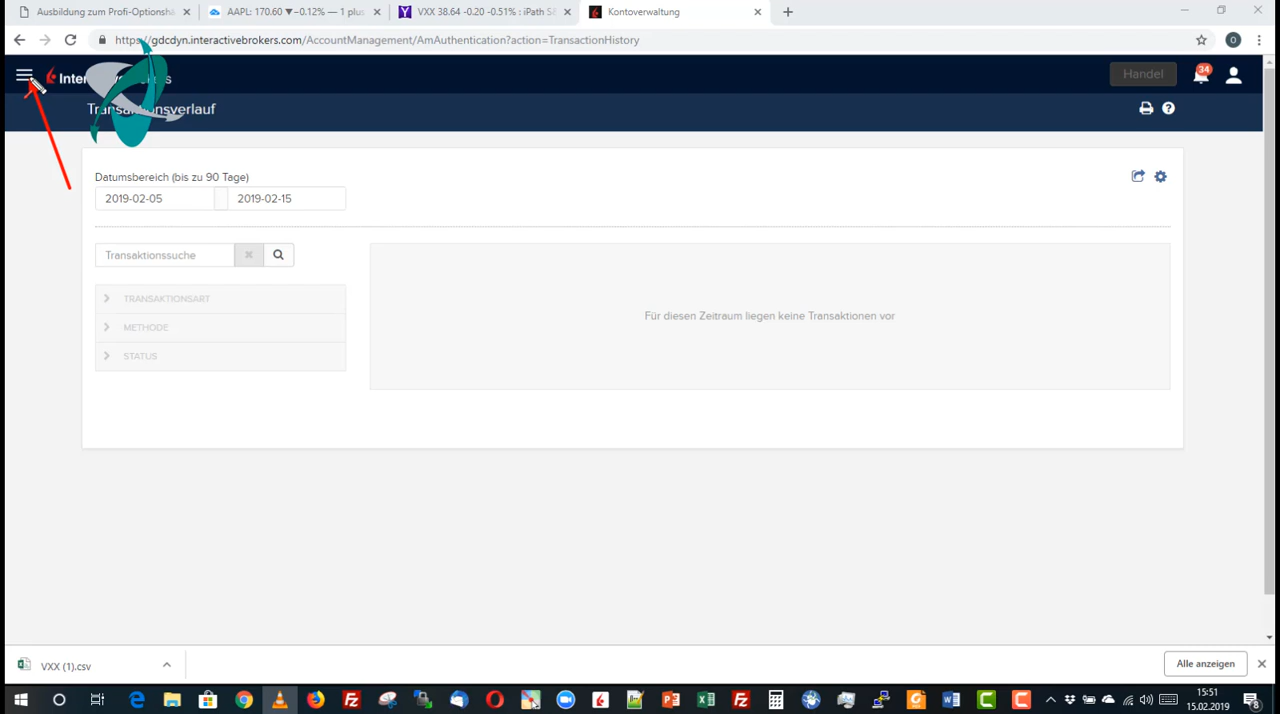 Ausbildung zum Profi-Optionshä
AAPL: 170.60 ▼−0.12% — 1 plus
VXX 38.64 -0.20 -0.51% : iPath S&
Kontoverwaltung
https://gdcdyn.interactivebrokers.com/AccountManagement/AmAuthentication?action=TransactionHistory
O
Handel
34
Transaktionsverlauf
Datumsbereich (bis zu 90 Tage)
2019-02-05
2019-02-15
Transaktionssuche
TRANSAKTIONSART
METHODE
STATUS
Für diesen Zeitraum liegen keine Transaktionen vor
VXX (1).csv
Alle anzeigen
15:51
15.02.2019
8